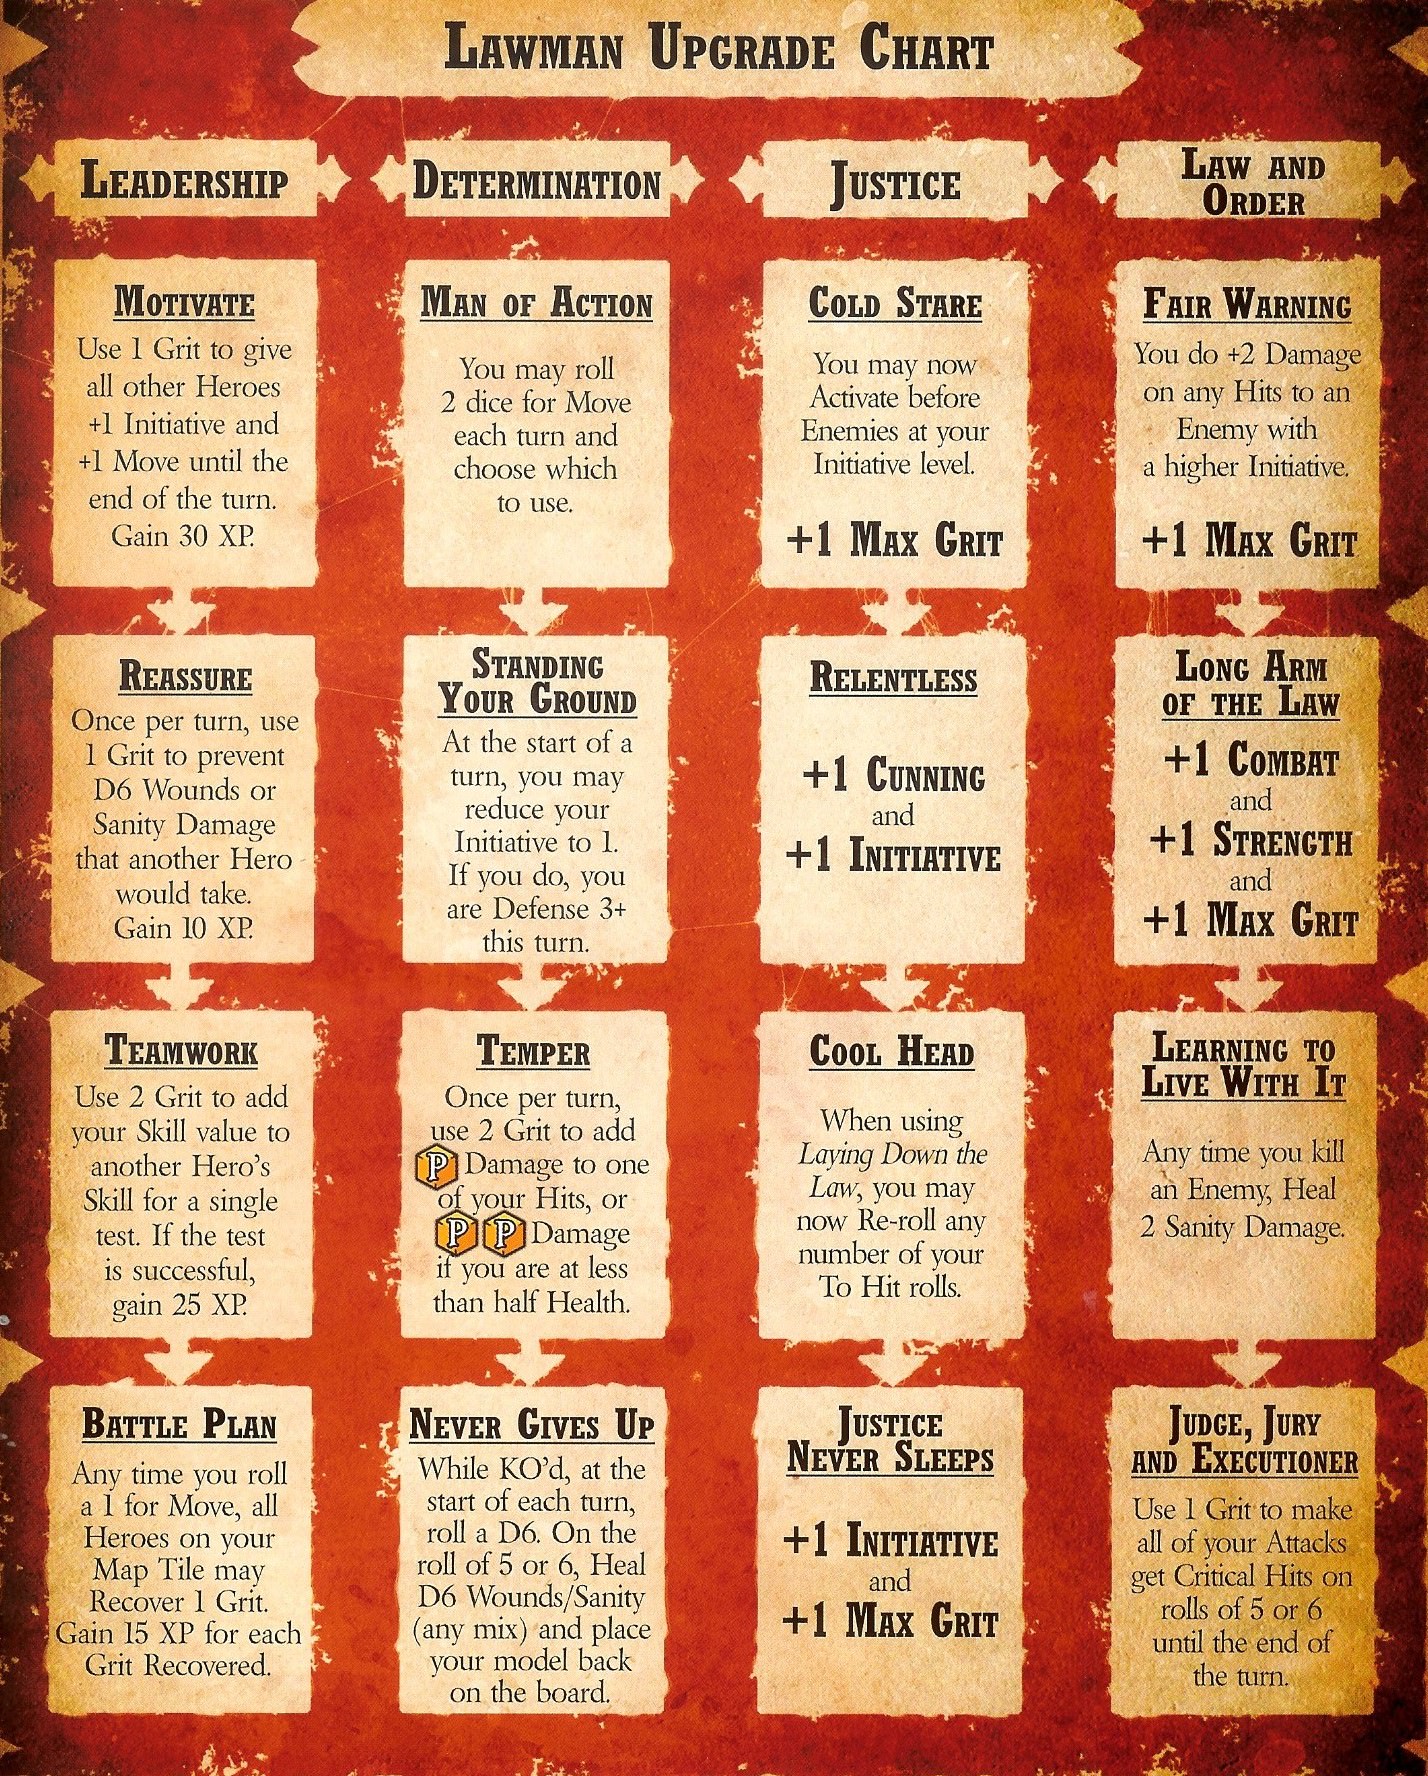 LAWMAN UPGRADE CHART
LEADERSHIP
MOTIVATE
Use 1 Grit to give
all other Heroes
+1 Initiative and
+1 Move until the
end of the turn.
Gain 30 XP.
REASSURE
Once per turn, use
1 Grit to prevent
D6 Wounds or
Sanity Damage
that another Hero
would take.
Gain 10 XP.
TEAMWORK
Use 2 Grit to add
your Skill value to
another Hero's
Skill for a single
test. If the test
is successful,
gain 25 XP.
BATTLE PLAN
Any time you roll
a 1 for Move, all
Heroes on your
Map Tile may
Recover 1 Grit.
Gain 15 XP for each
Grit Recovered.
DETERMINATION
MAN OF ACTION
You may roll
2 dice for Move
each turn and
choose which
to use.
STANDING
YOUR GROUND
At the start of a
turn, you may
reduce your
Initiative to 1.
If you do, you
are Defense 3+
this turn.
TEMPER
Once per turn,
use 2 Grit to add
P Damage to one
of your Hits, or
P P Damage
if you are at less
than half Health.
NEVER GIVES UP
While KO'd, at the
start of each turn,
roll a D6. On the
roll of 5 or 6, Heal
D6 Wounds/Sanity
(any mix) and place
your model back
on the board.
JUSTICE
COLD STARE
You may now
Activate before
Enemies at your
Initiative level.
+1 MAX GRIT
RELENTLESS
+1 CUNNING
and
+1 INITIATIVE
COOL HEAD
When using
Laying Down the
Law, you may
now Re-roll any
number of your
To Hit rolls.
JUSTICE
NEVER SLEEPS
+1 INITIATIVE
and
+1 MAX GRIT
LAW AND
ORDER
FAIR WARNING
You do +2 Damage
on any Hits to an
Enemy with
a higher Initiative.
+1 MAX GRIT
LONG ARM
OF THE LAW
+1 COMBAT
and
+1 STRENGTH
and
+1 MAX GRIT
LEARNING TO
LIVE WITH IT
Any time you kill
an Enemy, Heal
2 Sanity Damage.
JUDGE, JURY
AND EXECUTIONER
Use 1 Grit to make
all of your Attacks
get Critical Hits on
rolls of 5 or 6
until the end of
the turn.